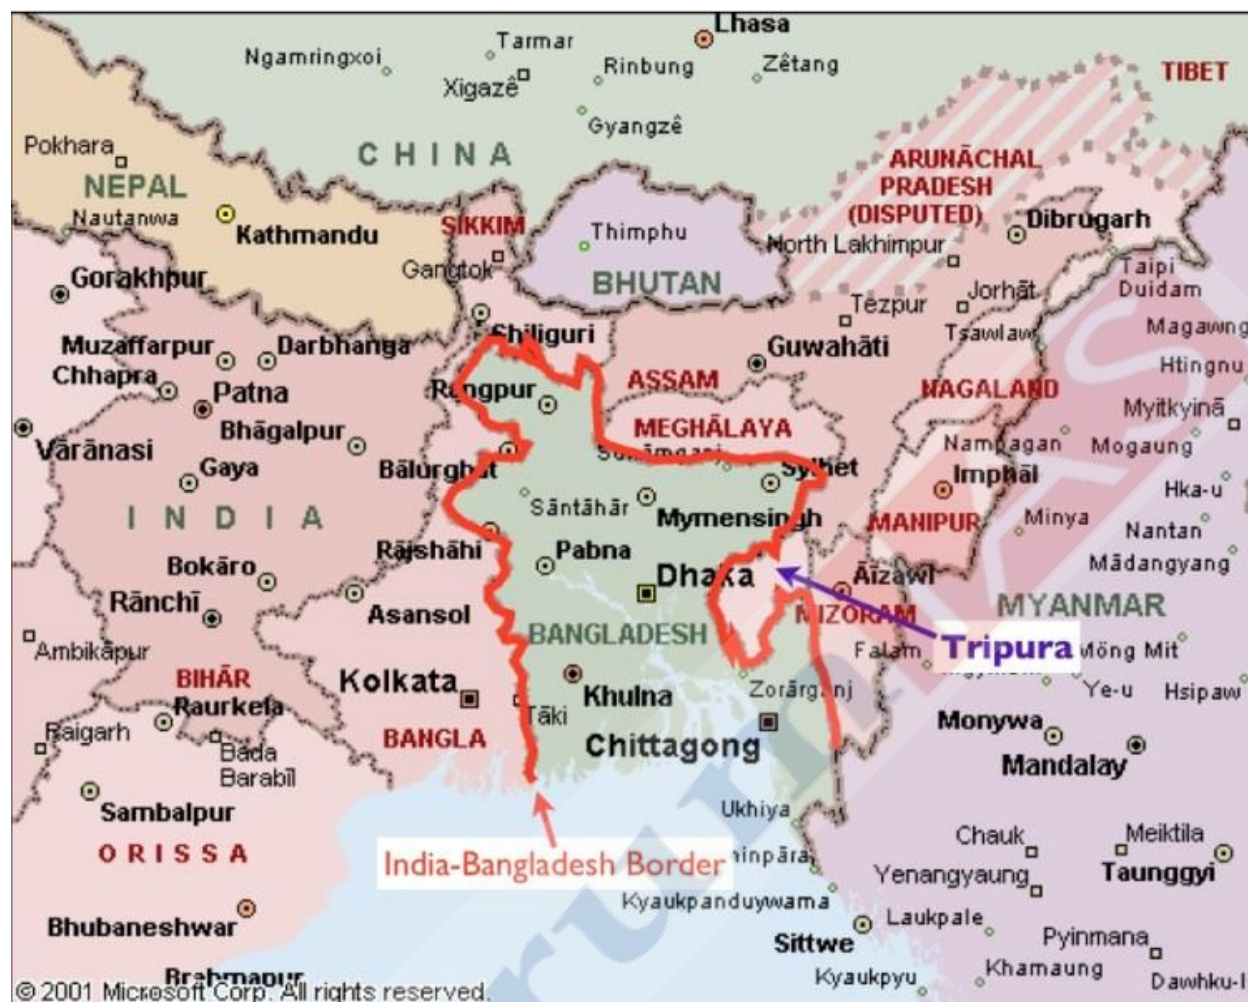 Lhasa
Tarmar
Ngamringxoi
Rinbung
Zêtang
TIBET
Xigazê
Gyangzê
Pokhara
CHINA
ARUNĀCHAL
PRADESH
(DISPUTED)
NEPAL
Nautanwa
Kathmandu
SIKKIM
Thimphu
Dibrugarh
North Lakhimpur
Gangtok
BHUTAN
Taipi
Duidam
Gorakhpur
Jorhāt
Tezpur
Shiliguri
Tsawlaw
Magawng
Muzaffarpur
Darbhanga
Guwahāti
Htingnu
Chhapra
Patna
Rangpur
ASSAM
NAGALAND
Myitkyinā
Bhāgalpur
MEGHĀLAYA
Nampagan
Mogaung
Vārānasi
Gaya
Bālurghat
Sylhet
Imphāl
Hka-u
INDIA
Sāntāhār
Mymensingh
MANIPUR
Minya
Nantan
Rājshāhi
Pabna
Mādangyang
Bokāro
Dhaka
Āīzawl
Rānchī
Asansol
MIZORAM
MYANMAR
BANGLADESH
Ambikāpur
Falam
Tripura
Möng Mit
BIHĀR
Kolkata
Khulna
Zorārganj
Ye-u
Hsipaw
Raurkela
Tāki
Raigarh
BANGLA
Chittagong
Monywa
Bada
Barabīl
Mandalay
Sambalpur
Ukhiya
Chauk
Meiktila
ORISSA
India-Bangladesh Border
Yenangyaung
Taunggyi
Kyaukpanduywama
Bhubaneshwar
Laukpale
Sittwe
Pyinmana
Brahmapur
Kyaukpyu
Khamaung
Dawhku-l
© 2001 Microsoft Corp. All rights reserved.